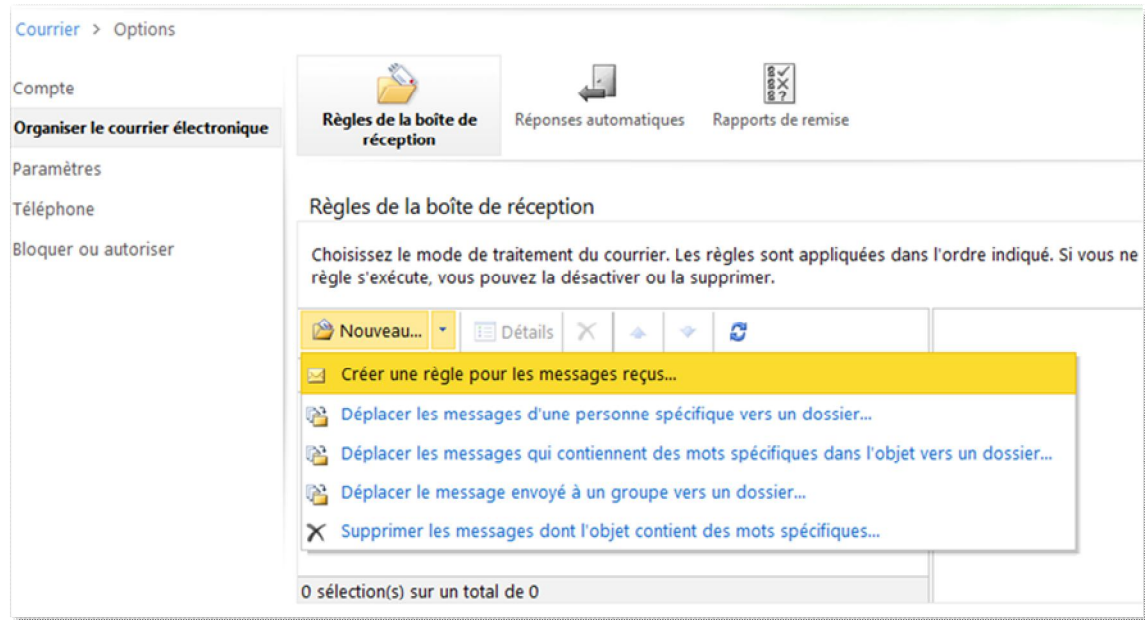 Courrier > Options
Compte
Organiser le courrier électronique
Paramètres
Téléphone
Bloquer ou autoriser
Règles de la boîte de
réception
Réponses automatiques
Rapports de remise
Règles de la boîte de réception
Choisissez le mode de traitement du courrier. Les règles sont appliquées dans l'ordre indiqué. Si vous ne
règle s'exécute, vous pouvez la désactiver ou la supprimer.
Nouveau... Détails
Créer une règle pour les messages reçus...
Déplacer les messages d'une personne spécifique vers un dossier...
Déplacer les messages qui contiennent des mots spécifiques dans l'objet vers un dossier...
Déplacer le message envoyé à un groupe vers un dossier...
Supprimer les messages dont l'objet contient des mots spécifiques...
0 sélection(s) sur un total de 0